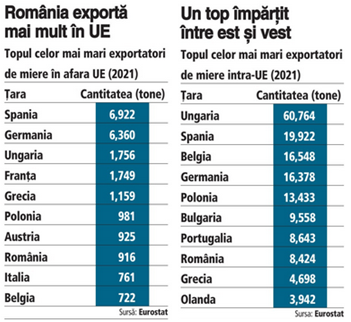 România exportă
mai mult în UE
Topul celor mai mari exportatori
de miere în afara UE (2021)
Țara Cantitatea (tone)
Spania 6,922
Germania 6,360
Ungaria 1,756
Franța 1,749
Grecia 1,159
Polonia 981
Austria 925
România 916
Italia 761
Belgia 722
Sursă: Eurostat
Un top împărțit
între est și vest
Topul celor mai mari exportatori
de miere intra-UE (2021)
Țara Cantitatea (tone)
Ungaria 60,764
Spania 19,922
Belgia 16,548
Germania 16,378
Polonia 13,433
Bulgaria 9,558
Portugalia 8,643
România 8,424
Grecia 4,698
Olanda 3,942
Sursa: Eurostat